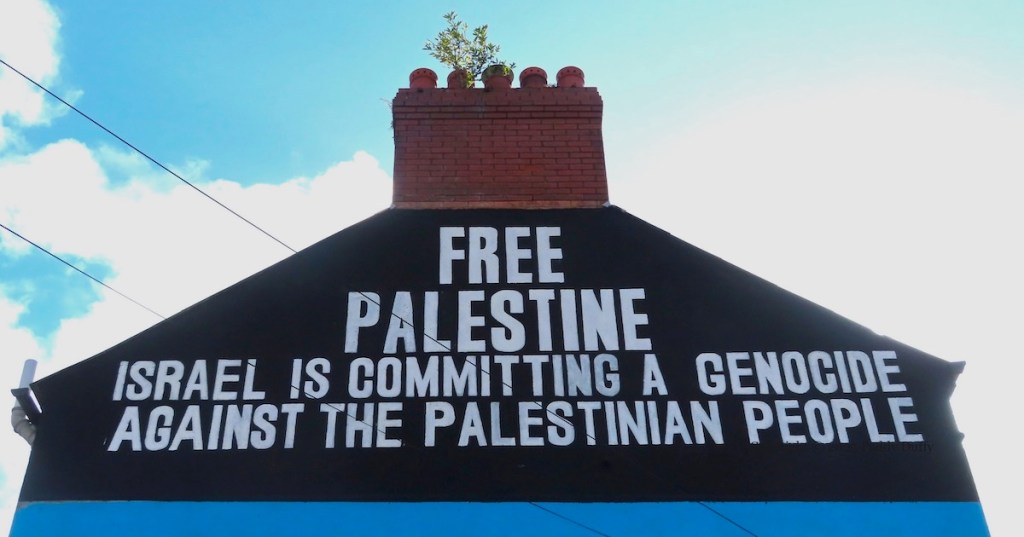 FREE
PALESTINE
ISRAEL IS COMMITTING A GENOCIDE
AGAINST THE PALESTINIAN PEOPLE